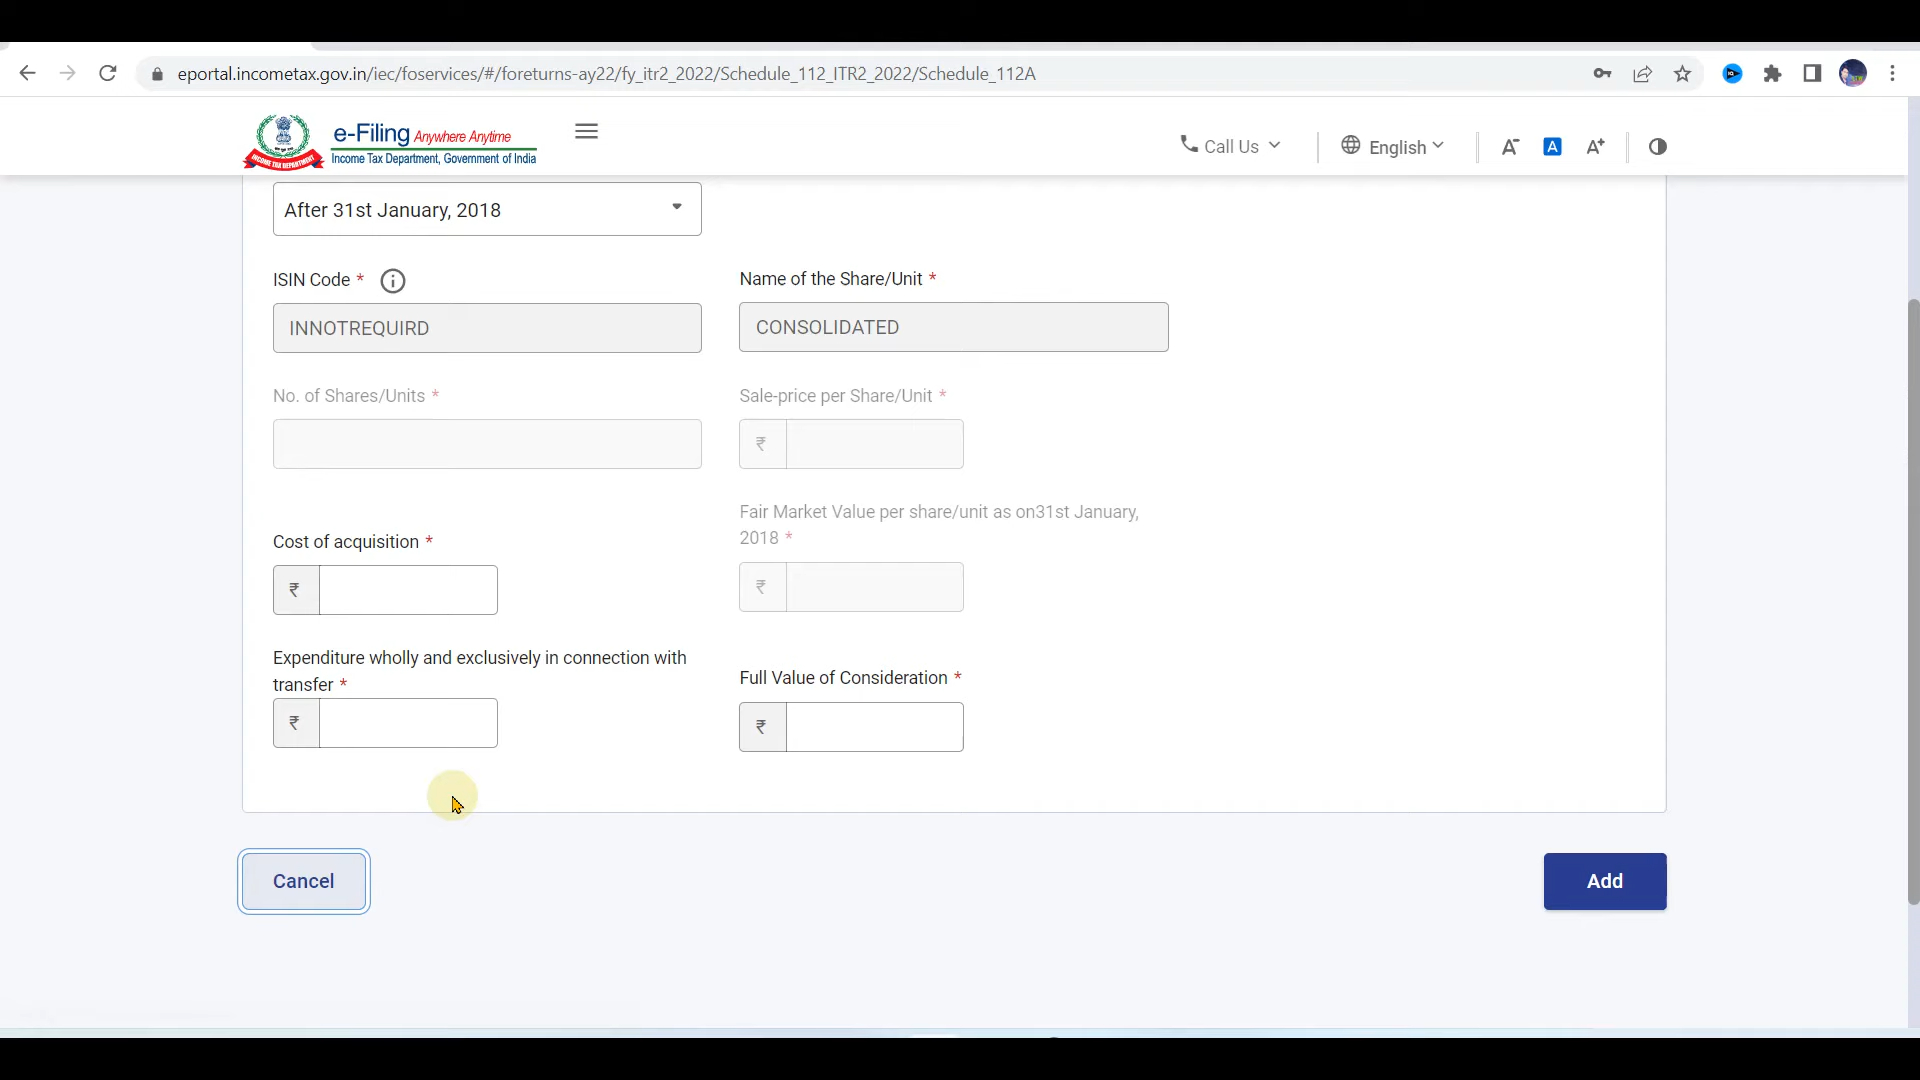 eportal.incometax.gov.in/iec/foservices/#/foreturns-ay22/fy_itr2_2022/Schedule_112_ITR2_2022/Schedule_112A
e-Filing Anywhere Anytime
Income Tax Department, Government of India
INCOME TAX DEPARTMENT
Call Us
English
A-
A
A+
After 31st January, 2018
ISIN Code *
Name of the Share/Unit *
INNOTREQUIRD
CONSOLIDATED
No. of Shares/Units *
Sale-price per Share/Unit *
₹
Fair Market Value per share/unit as on31st January,
2018 *
Cost of acquisition *
₹
₹
Expenditure wholly and exclusively in connection with
transfer *
Full Value of Consideration *
₹
₹
Cancel
Add